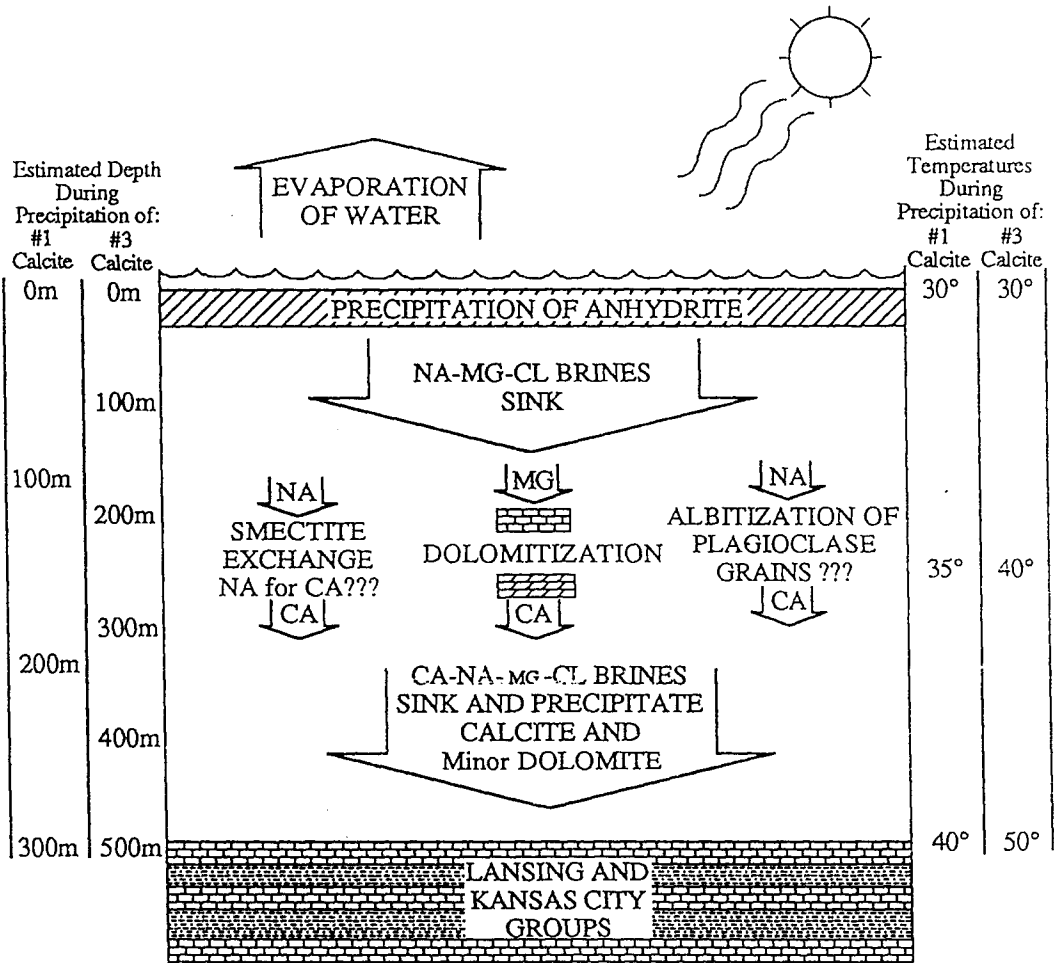 EVAPORATION
OF WATER
Estimated Depth
During
Precipitation of:
#1
#3
Calcite
Calcite
0m
0m
100m
100m
200m
300m
200m
400m
300m
500m
Estimated
Temperatures
During
Precipitation of:
#1
#3
Calcite
Calcite
30°
30°
35°
40°
40°
50°
PRECIPITATION OF ANHYDRITE
NA-MG-CL BRINES
SINK
NA
SMECTITE
EXCHANGE
NA for CA???
CA
MG
DOLOMITIZATION
CA
NA
ALBITIZATION OF
PLAGIOCLASE
GRAINS ???
CA
CA-NA-MG-CL BRINES
SINK AND PRECIPITATE
CALCITE AND
Minor DOLOMITE
LANSING AND
KANSAS CITY
GROUPS